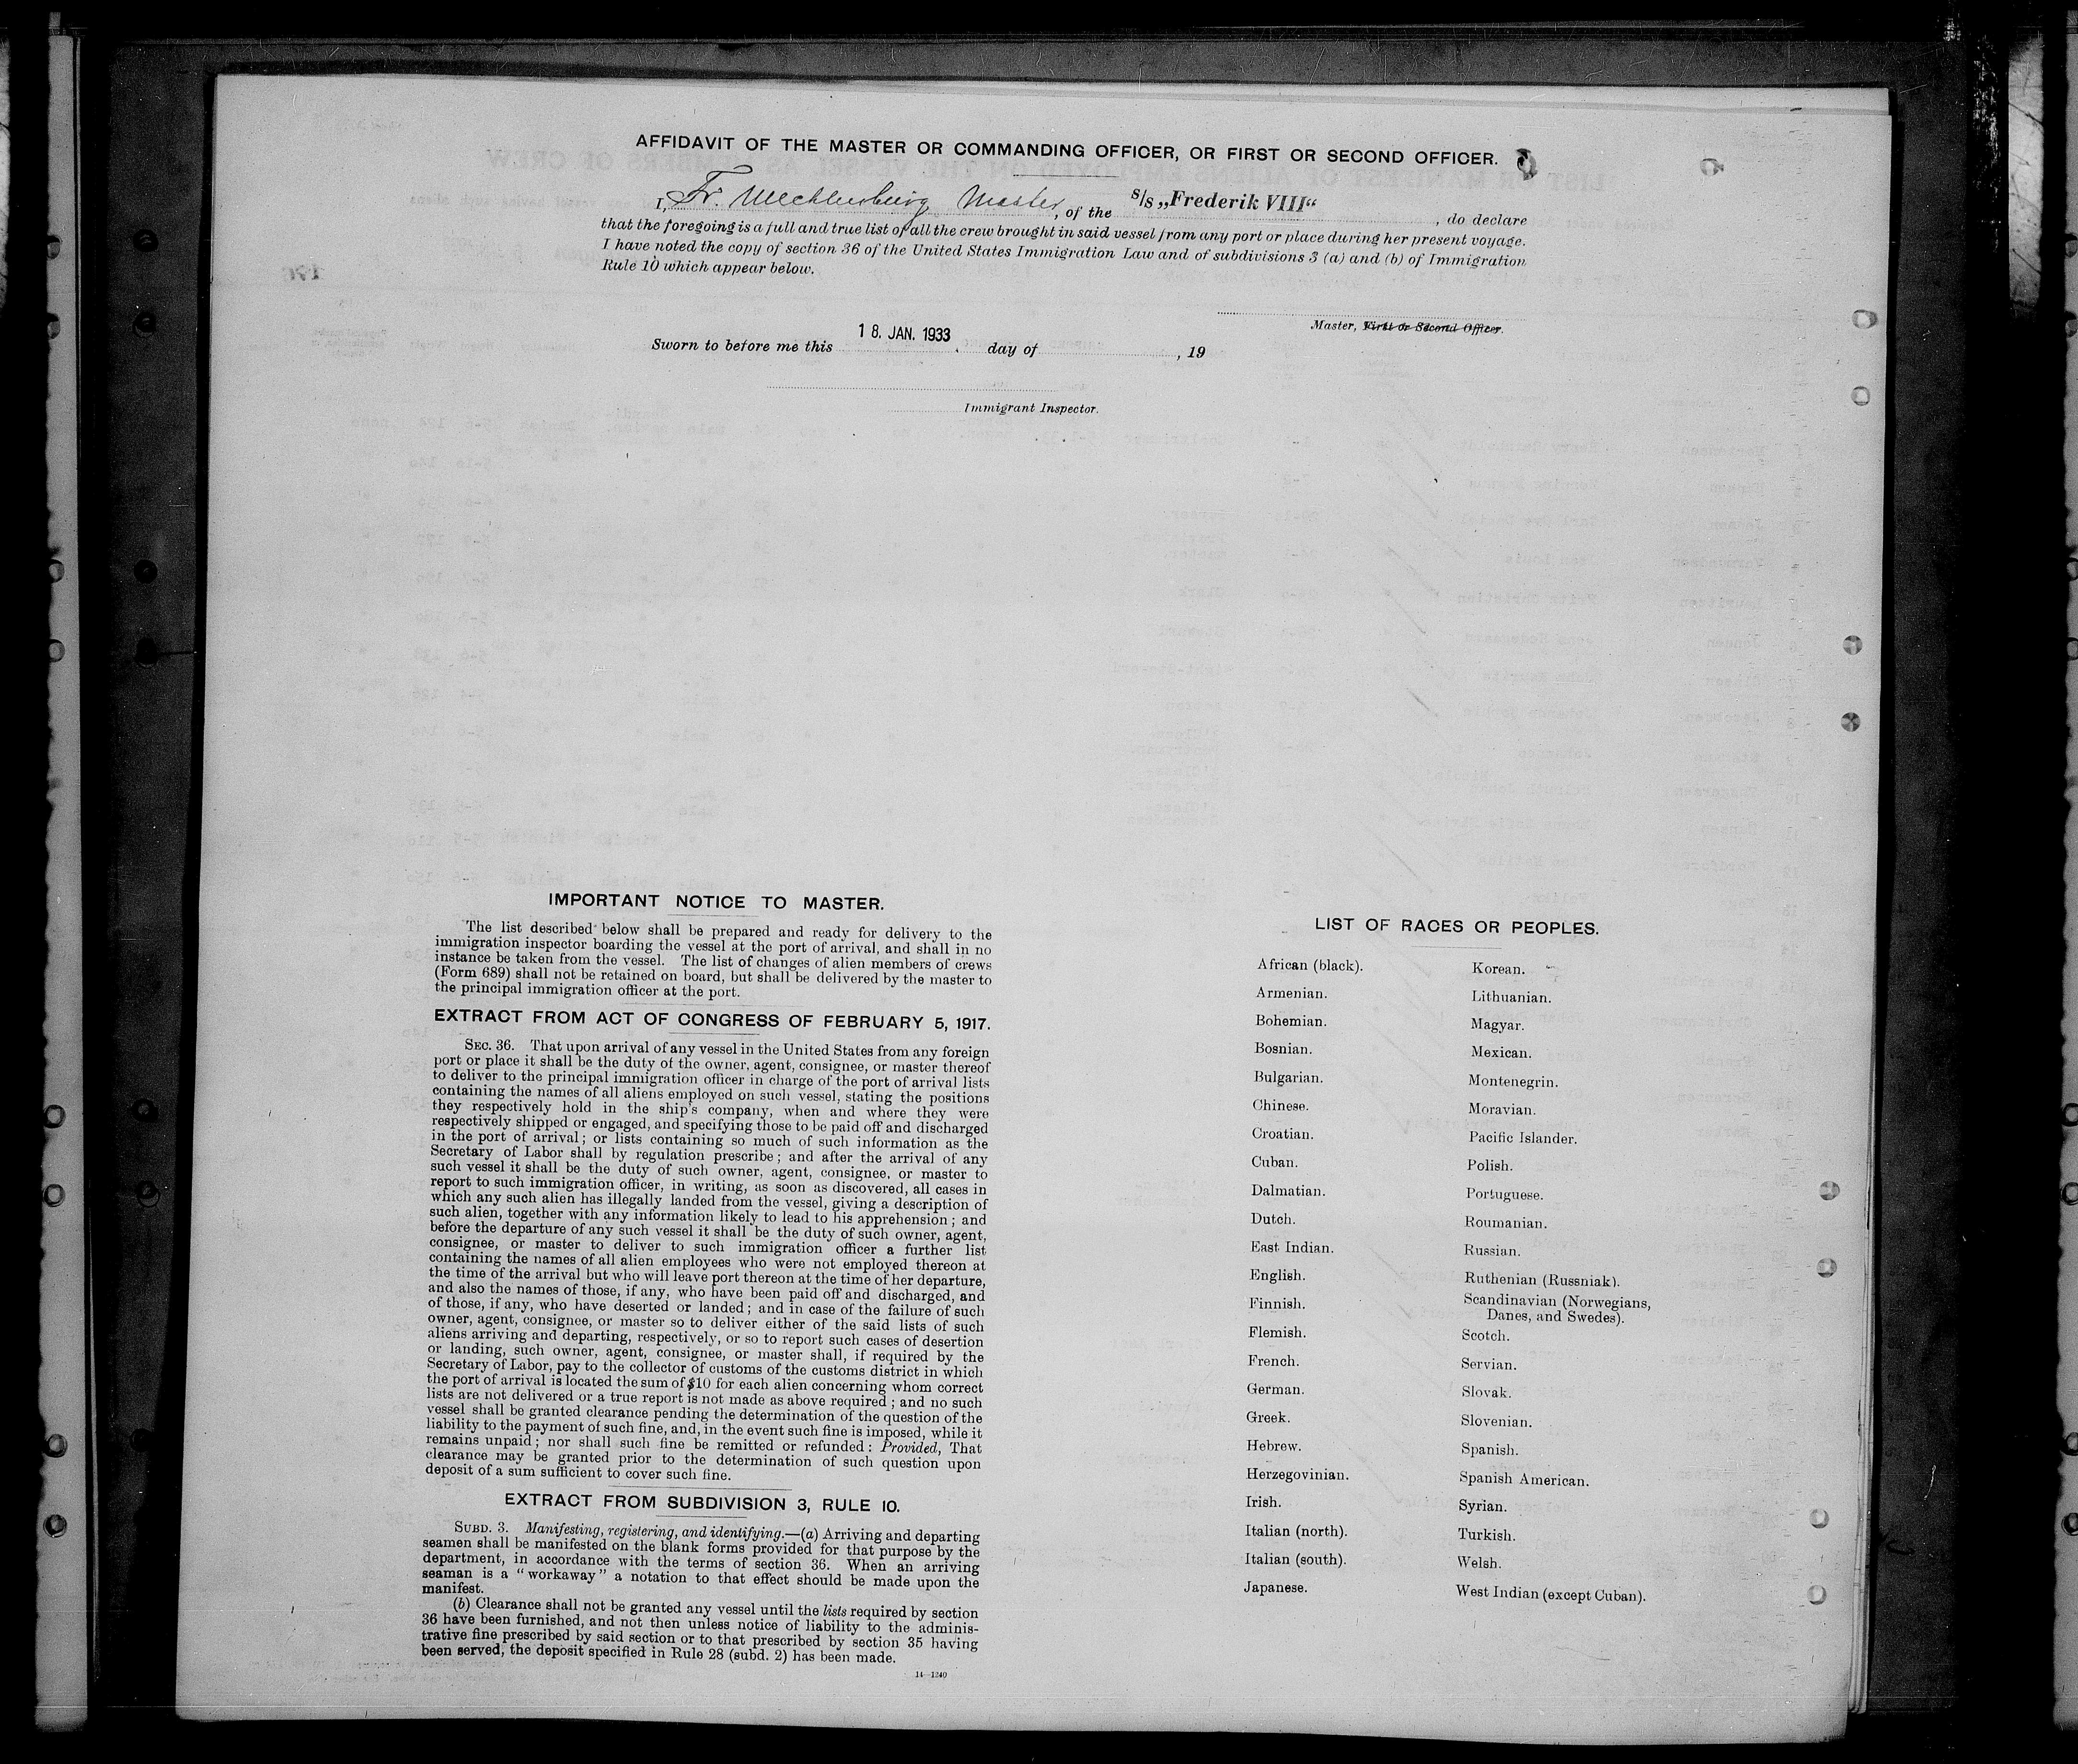 AFFIDAVIT OF THE MASTER OR COMMANDING OFFICER, OR FIRST OR SECOND OFFICER.
I, Fr. Mecklenburg Master, of the S/S „Frederik VIII“, do declare
that the foregoing is a full and true list of all the crew brought in said vessel from any port or place during her present voyage.
I have noted the copy of section 36 of the United States Immigration Law and of subdivisions 3 (a) and (b) of Immigration
Rule 10 which appear below.
Master, First or Second Officer.
Sworn to before me this 18. JAN. 1933 day of , 19
Immigrant Inspector.
IMPORTANT NOTICE TO MASTER.
The list described below shall be prepared and ready for delivery to the
immigration inspector boarding the vessel at the port of arrival, and shall in no
instance be taken from the vessel. The list of changes of alien members of crews
(Form 689) shall not be retained on board, but shall be delivered by the master to
the principal immigration officer at the port.
EXTRACT FROM ACT OF CONGRESS OF FEBRUARY 5, 1917.
SEC. 36. That upon arrival of any vessel in the United States from any foreign
port or place it shall be the duty of the owner, agent, consignee, or master thereof
to deliver to the principal immigration officer in charge of the port of arrival lists
containing the names of all aliens employed on such vessel, stating the positions
they respectively hold in the ship's company, when and where they were
respectively shipped or engaged, and specifying those to be paid off and discharged
in the port of arrival; or lists containing so much of such information as the
Secretary of Labor shall by regulation prescribe; and after the arrival of any
such vessel it shall be the duty of such owner, agent, consignee, or master to
report to such immigration officer, in writing, as soon as discovered, all cases in
which any such alien has illegally landed from the vessel, giving a description of
such alien, together with any information likely to lead to his apprehension; and
before the departure of any such vessel it shall be the duty of such owner, agent,
consignee, or master to deliver to such immigration officer a further list
containing the names of all alien employees who were not employed thereon at
the time of the arrival but who will leave port thereon at the time of her departure,
and also the names of those, if any, who have been paid off and discharged, and
of those, if any, who have deserted or landed; and in case of the failure of such
owner, agent, consignee, or master so to deliver either of the said lists of such
aliens arriving and departing, respectively, or so to report such cases of desertion
or landing, such owner, agent, consignee, or master shall, if required by the
Secretary of Labor, pay to the collector of customs of the customs district in which
the port of arrival is located the sum of $10 for each alien concerning whom correct
lists are not delivered or a true report is not made as above required; and no such
vessel shall be granted clearance pending the determination of the question of the
liability to the payment of such fine, and, in the event such fine is imposed, while it
remains unpaid; nor shall such fine be remitted or refunded: Provided, That
clearance may be granted prior to the determination of such question upon
deposit of a sum sufficient to cover such fine.
EXTRACT FROM SUBDIVISION 3, RULE 10.
SUBD. 3. Manifesting, registering, and identifying.—(a) Arriving and departing
seamen shall be manifested on the blank forms provided for that purpose by the
department, in accordance with the terms of section 36. When an arriving
seaman is a "workaway" a notation to that effect should be made upon the
manifest.
(b) Clearance shall not be granted any vessel until the lists required by section
36 have been furnished, and not then unless notice of liability to the adminis-
trative fine prescribed by said section or to that prescribed by section 35 having
been served, the deposit specified in Rule 28 (subd. 2) has been made.
14—1240
LIST OF RACES OR PEOPLES.
African (black).
Armenian.
Bohemian.
Bosnian.
Bulgarian.
Chinese.
Croatian.
Cuban.
Dalmatian.
Dutch.
East Indian.
English.
Finnish.
Flemish.
French.
German.
Greek.
Hebrew.
Herzegovinian.
Irish.
Italian (north).
Italian (south).
Japanese.
Korean.
Lithuanian.
Magyar.
Mexican.
Montenegrin.
Moravian.
Pacific Islander.
Polish.
Portuguese.
Roumanian.
Russian.
Ruthenian (Russniak).
Scandinavian (Norwegians,
Danes, and Swedes).
Scotch.
Servian.
Slovak.
Slovenian.
Spanish.
Spanish American.
Syrian.
Turkish.
Welsh.
West Indian (except Cuban).